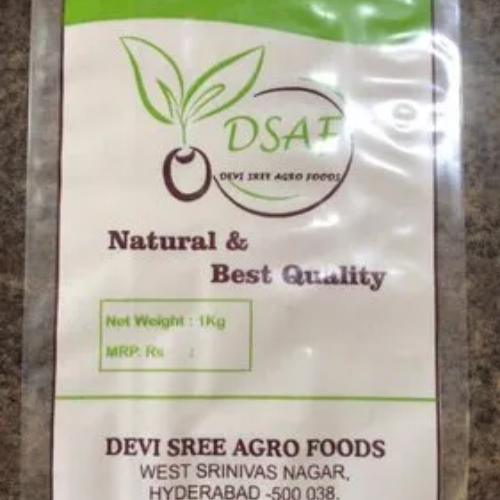 DSAF
DEVI SREE AGRO FOODS
Natural &
Best Quality
Net Weight : 1Kg
MRP. Rs :
DEVI SREE AGRO FOODS
WEST SRINIVAS NAGAR,
HYDERABAD -500 038.